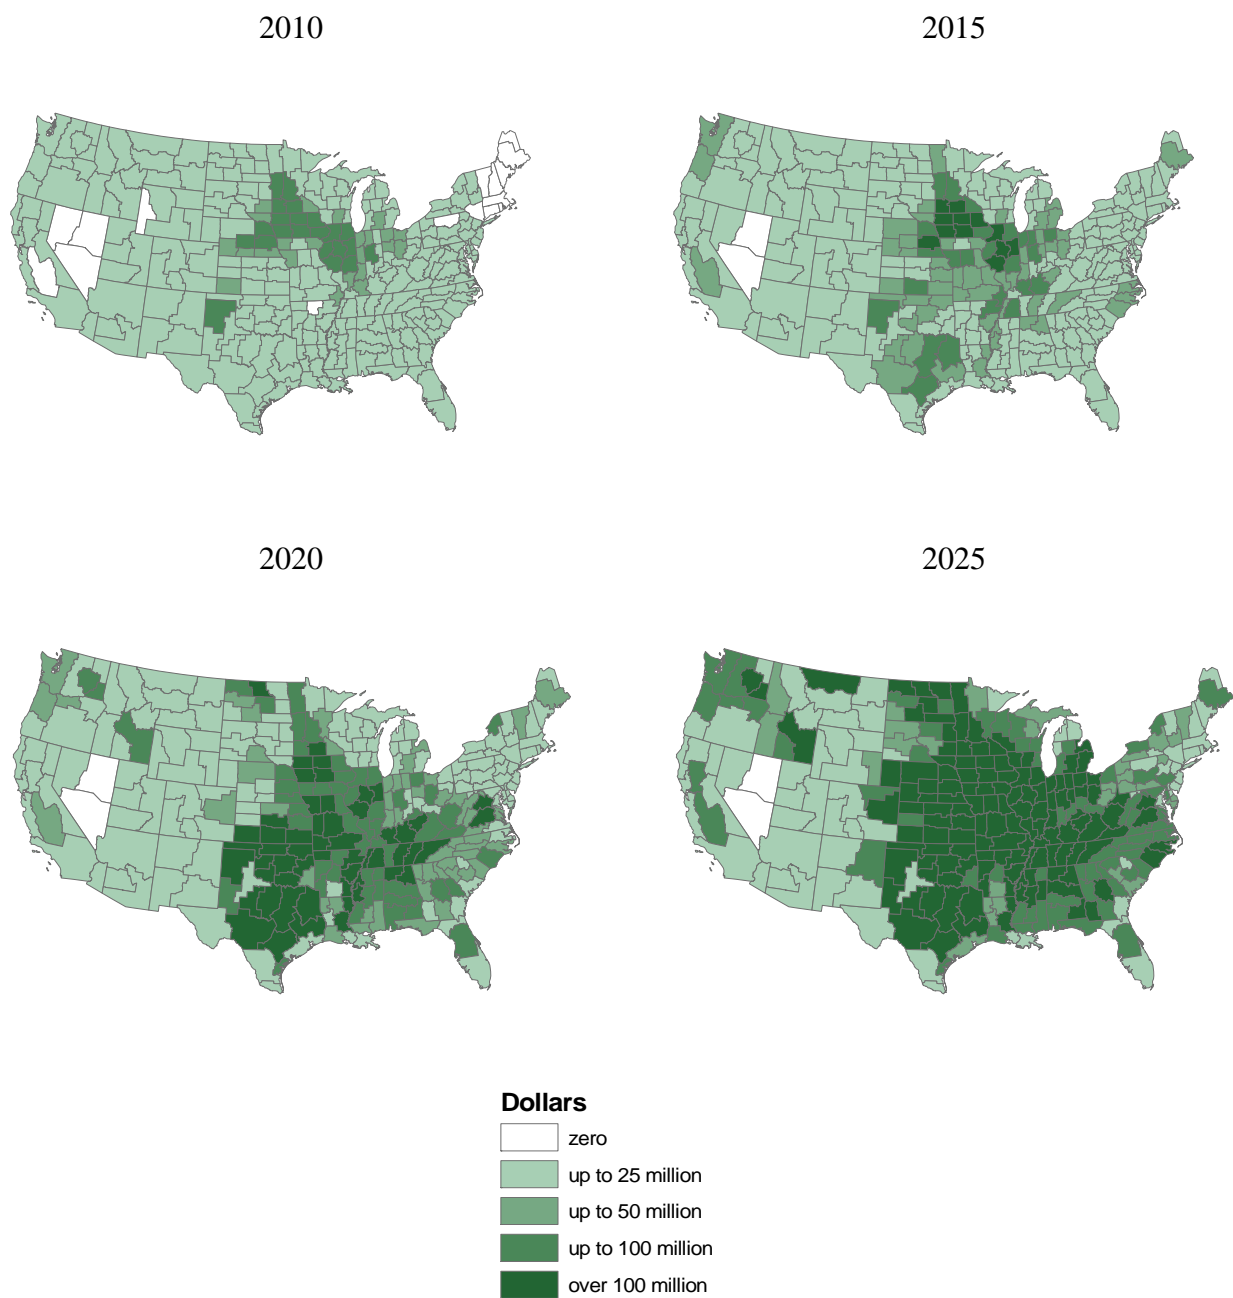 2010
2015
2020
2025
Dollars
zero
up to 25 million
up to 50 million
up to 100 million
over 100 million